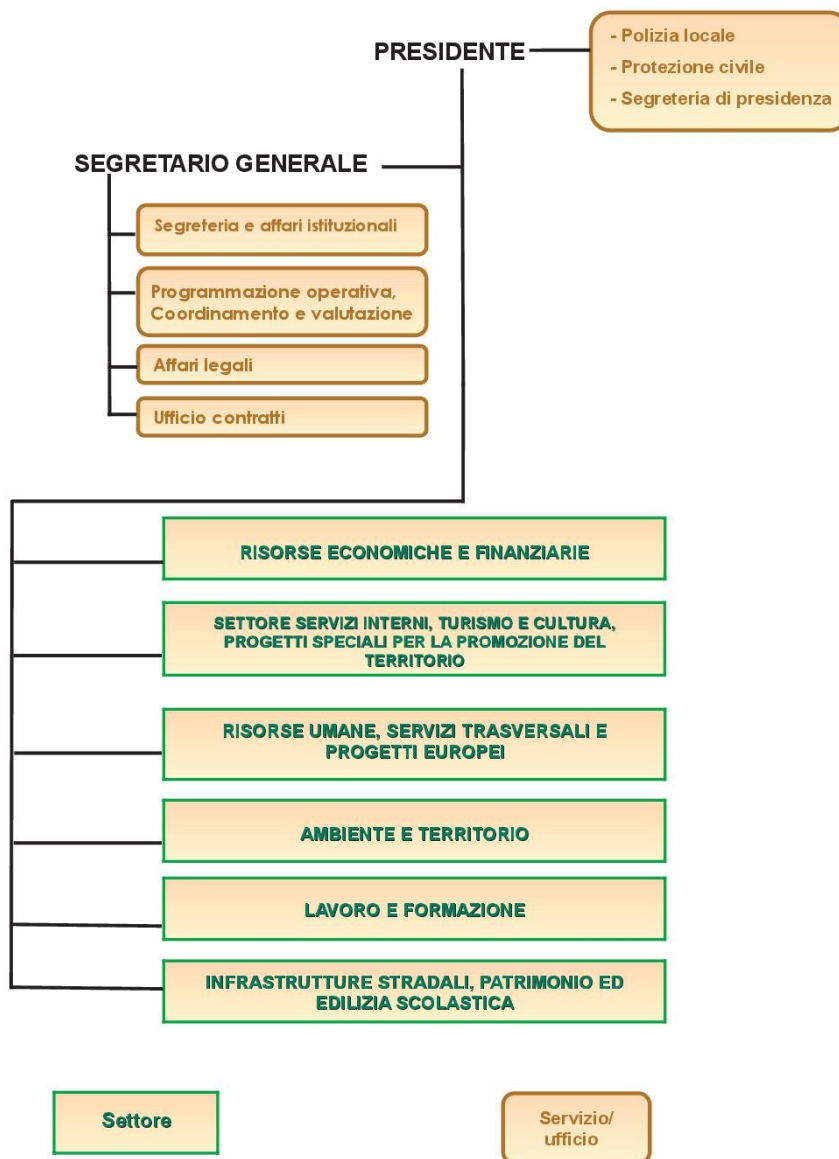 PRESIDENTE
- Polizia locale
- Protezione civile
- Segreteria di presidenza
SEGRETARIO GENERALE
Segreteria e affari istituzionali
Programmazione operativa,
Coordinamento e valutazione
Affari legali
Ufficio contratti
RISORSE ECONOMICHE E FINANZIARIE
SETTORE SERVIZI INTERNI, TURISMO E CULTURA,
PROGETTI SPECIALI PER LA PROMOZIONE DEL
TERRITORIO
RISORSE UMANE, SERVIZI TRASVERSALI E
PROGETTI EUROPEI
AMBIENTE E TERRITORIO
LAVORO E FORMAZIONE
INFRASTRUTTURE STRADALI, PATRIMONIO ED
EDILIZIA SCOLASTICA
Settore
Servizio/
ufficio